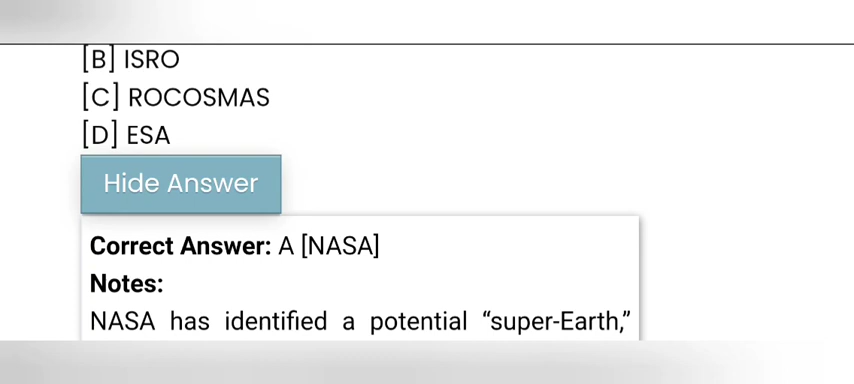 [B] ISRO
[C] ROCOSMAS
[D] ESA
Hide Answer
Correct Answer: A [NASA]
Notes:
NASA has identified a potential “super-Earth,”